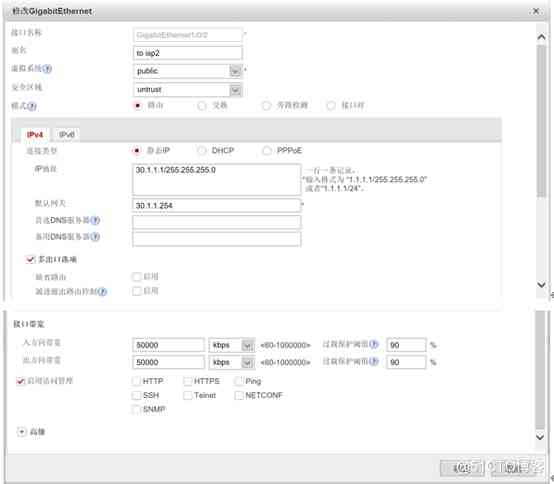 修改GigabitEthernet
接口名称 GigabitEthernet1/0/2 *
别名 to isp2
虚拟系统 public *
安全区域 untrust
模式 路由 交换 旁路检测 接口对
IPv4 IPv6
连接类型 静态IP DHCP PPPoE
IP地址 30.1.1.1/255.255.255.0 一行一条记录,
*输入格式为 "1.1.1.1/255.255.255.0"
或者"1.1.1.1/24"。
默认网关 30.1.1.254 *
首选DNS服务器
备用DNS服务器
多出口选项
缺省路由 启用
源进源出路由控制 启用
接口带宽
入方向带宽 50000 kbps <60-1000000> 过载保护阈值 90 %
出方向带宽 50000 kbps <60-1000000> 过载保护阈值 90 %
启用访问管理 HTTP HTTPS Ping
SSH Telnet NETCONF
SNMP
高级
@51CTO博客